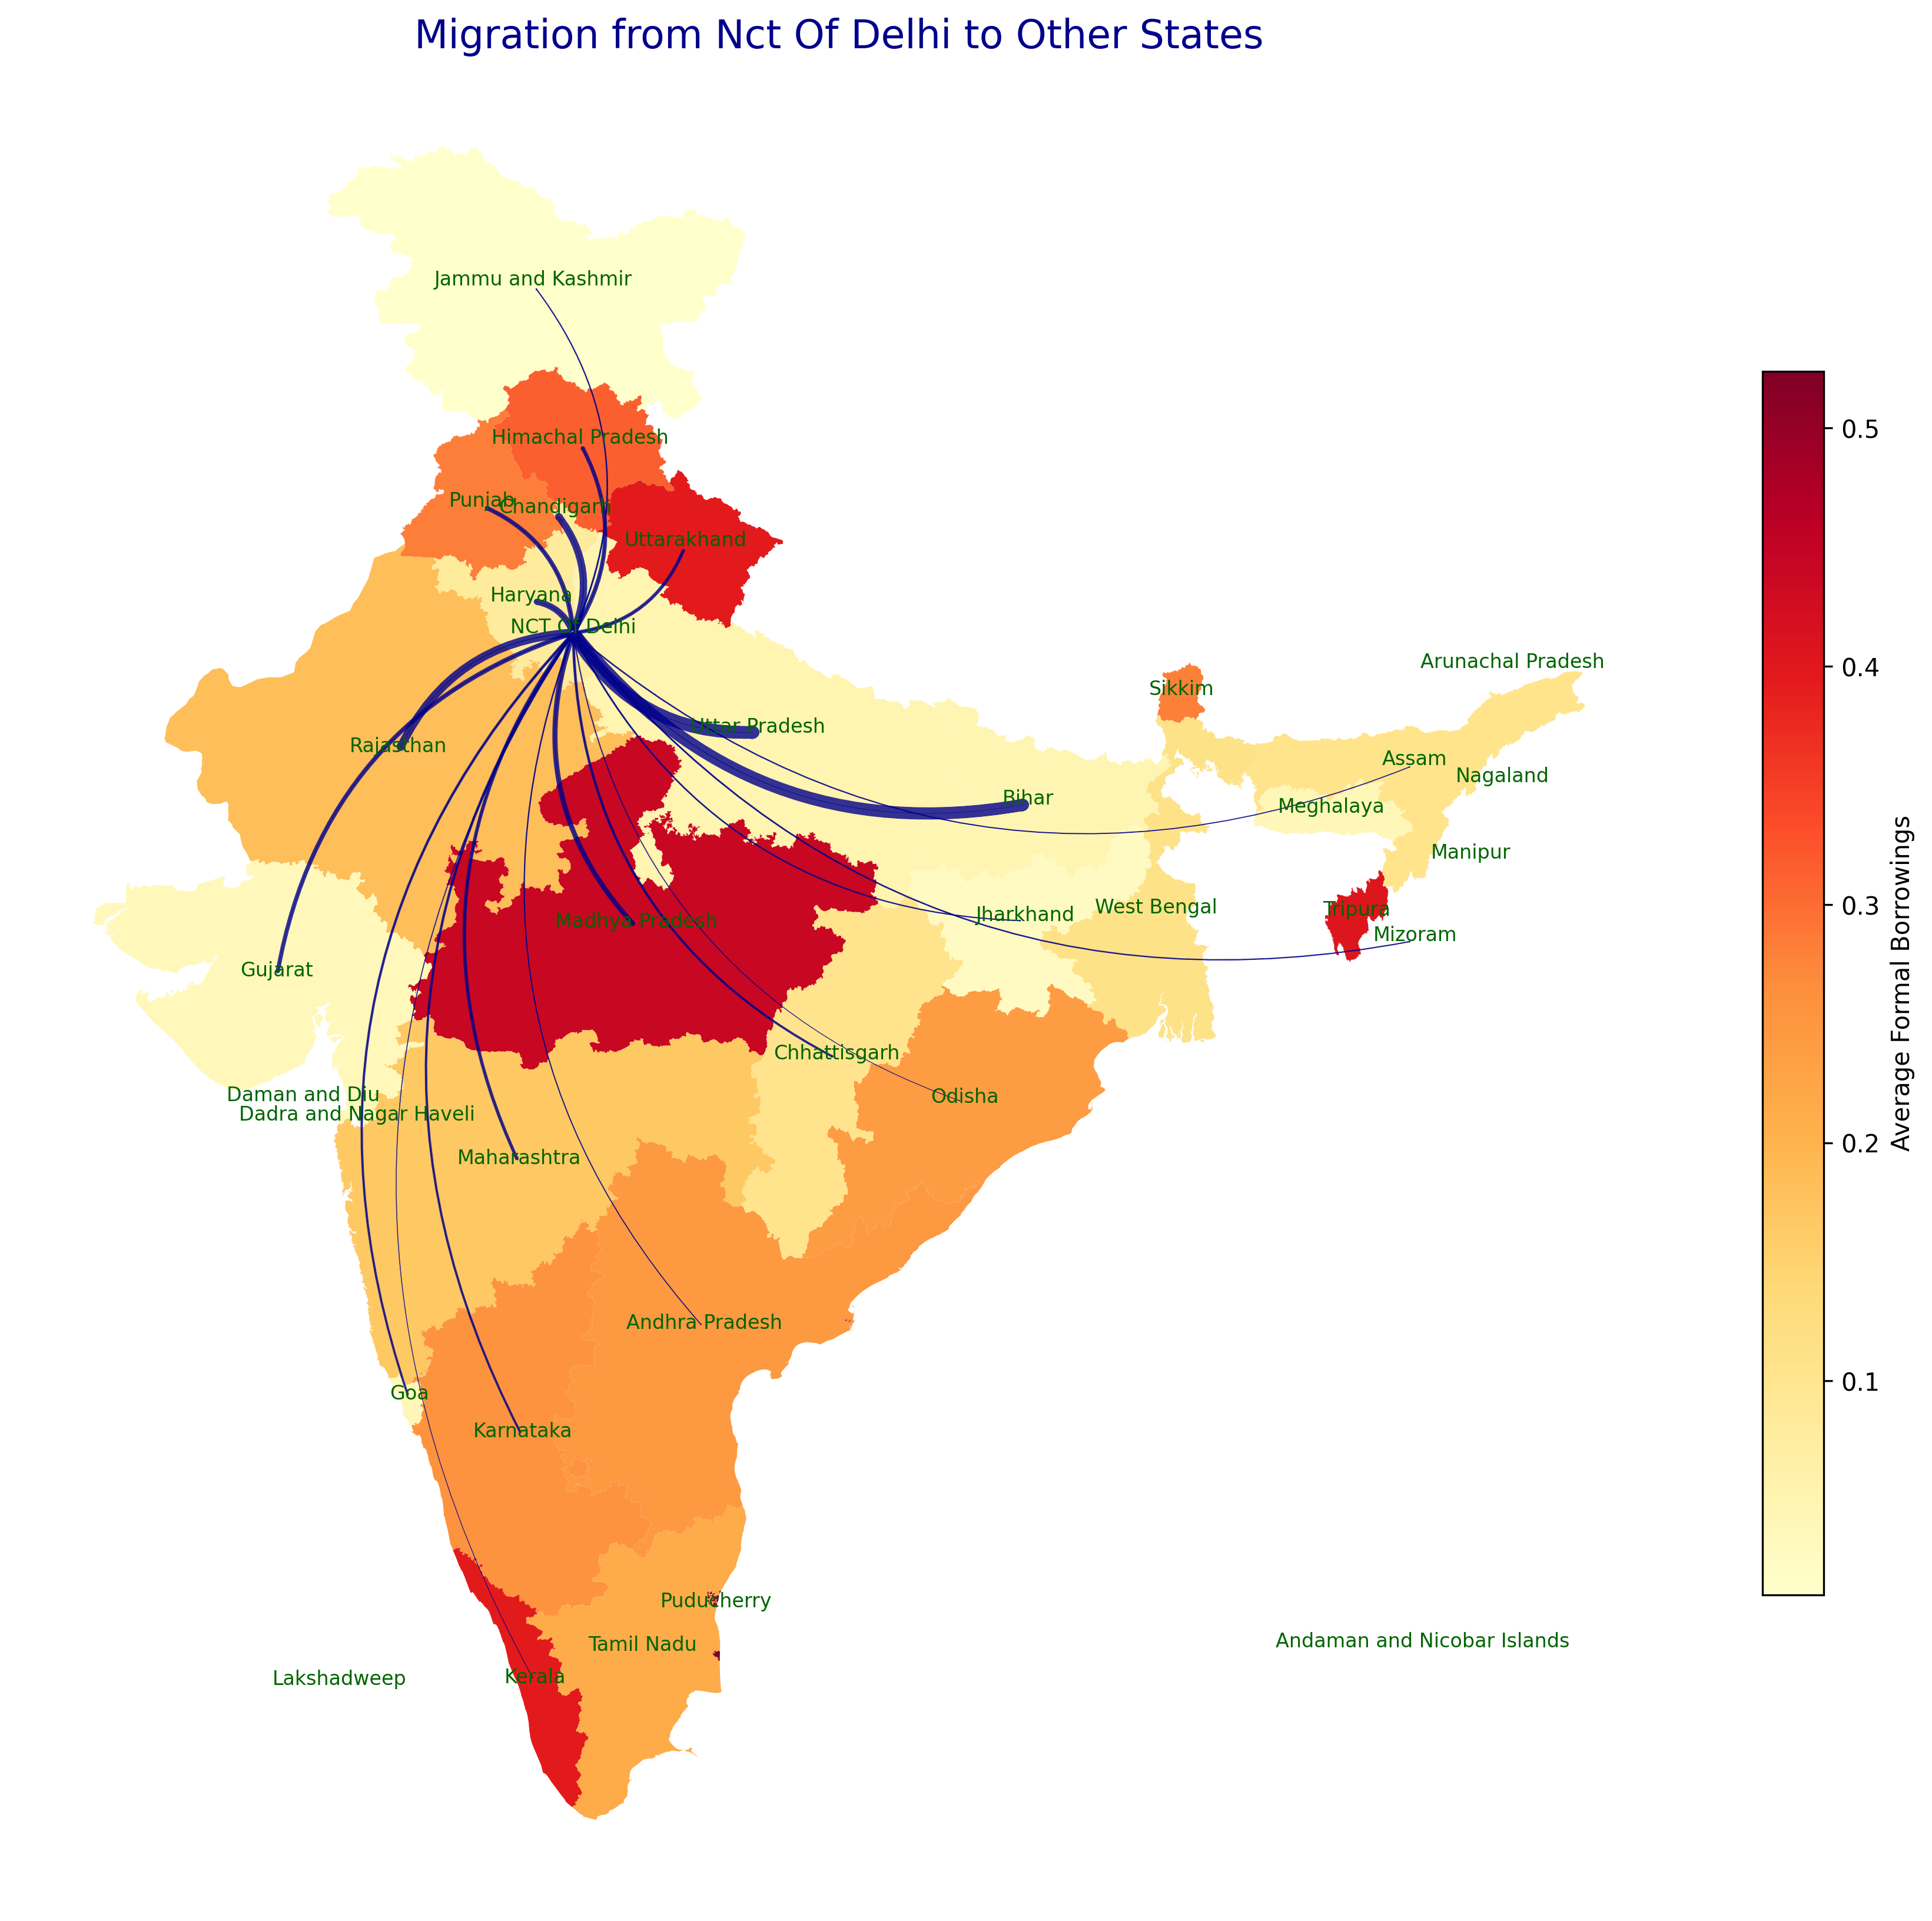 Migration from Nct Of Delhi to Other States
Jammu and Kashmir
Himachal Pradesh
Punjab
Chandigarh
Uttarakhand
Haryana
NCT Of Delhi
Arunachal Pradesh
Sikkim
Uttar Pradesh
Rajasthan
Assam
Nagaland
Bihar
Meghalaya
Manipur
Jharkhand
West Bengal
Tripura
Madhya Pradesh
Mizoram
Gujarat
Chhattisgarh
Daman and Diu
Odisha
Dadra and Nagar Haveli
Maharashtra
Andhra Pradesh
Goa
Karnataka
Puducherry
Tamil Nadu
Andaman and Nicobar Islands
Kerala
Lakshadweep
0.5
0.4
0.3
0.2
0.1
Average Formal Borrowings